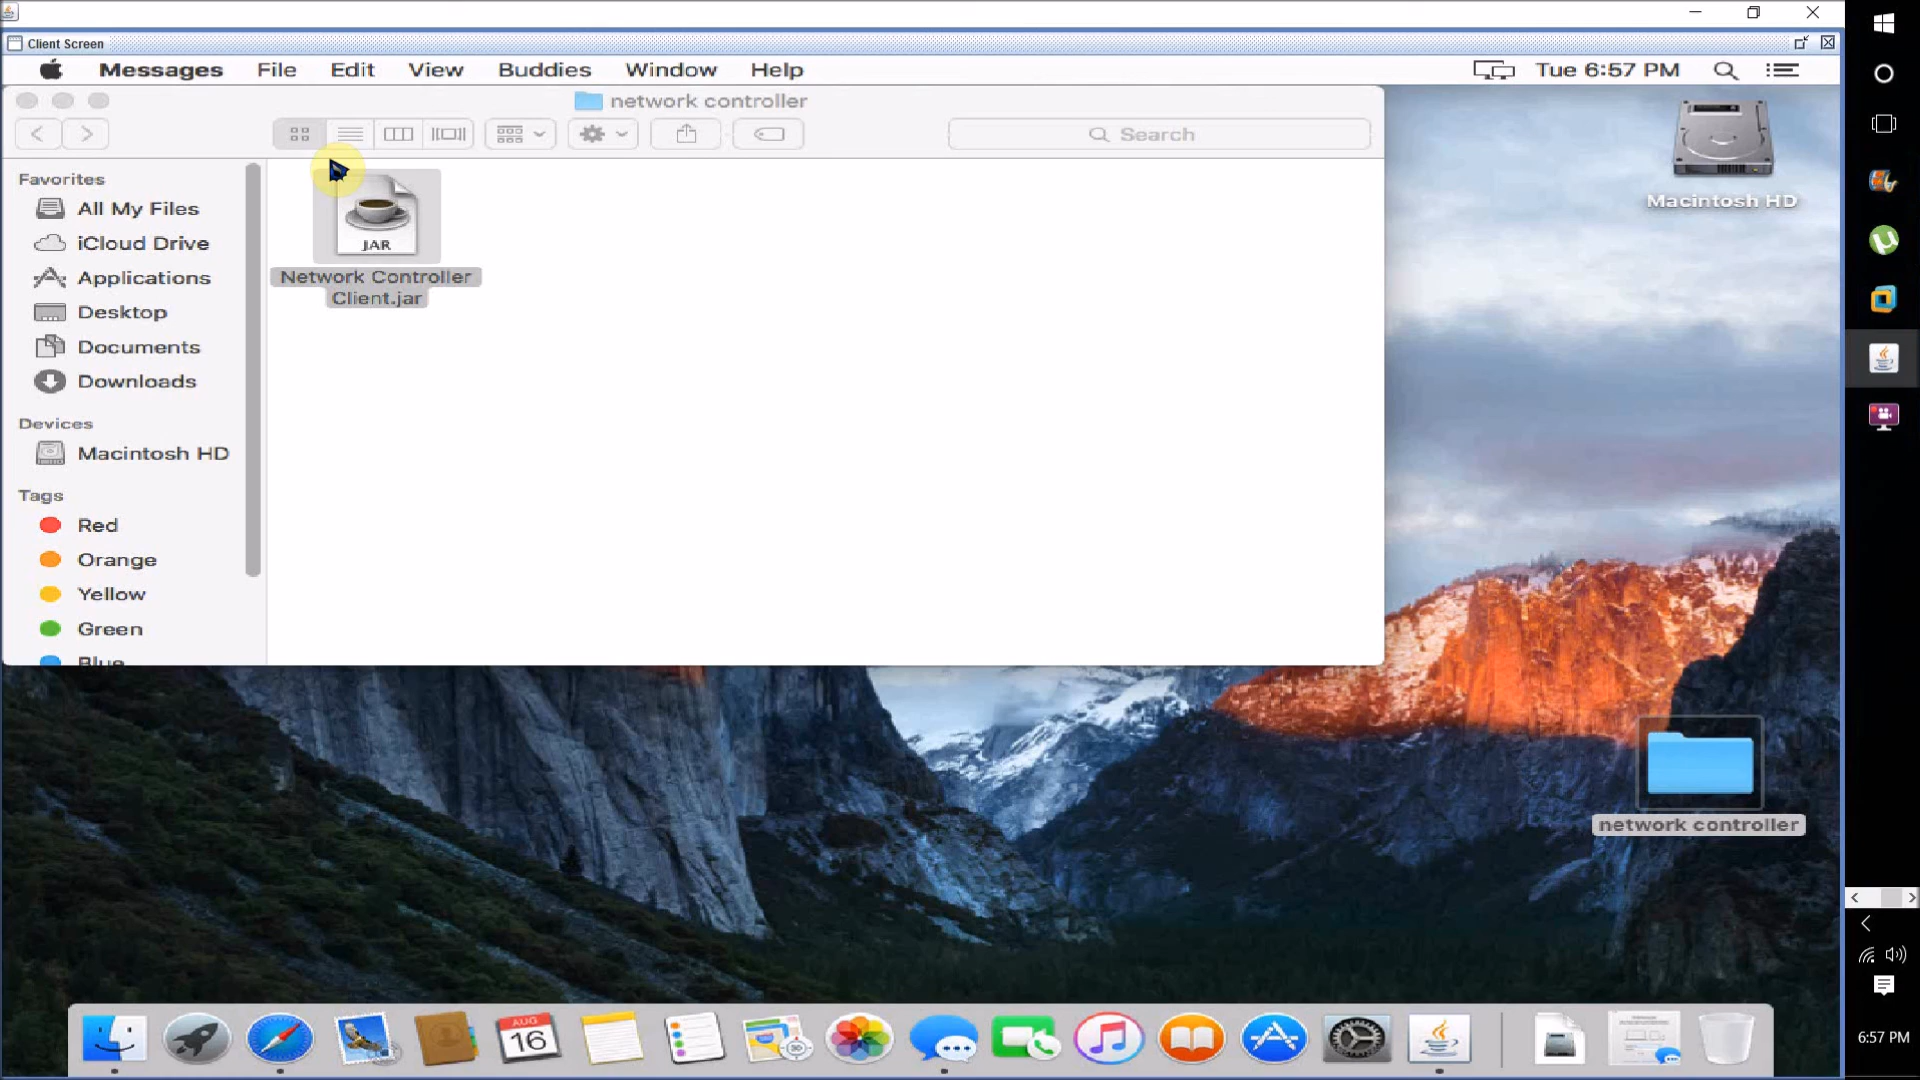 Client Screen
Messages File Edit View Buddies Window Help Tue 6:57 PM
network controller
Search
Favorites
All My Files
iCloud Drive
Applications
Desktop
Documents
Downloads
Devices
Macintosh HD
Tags
Red
Orange
Yellow
Green
Blue
JAR
Network Controller
Client.jar
Macintosh HD
network controller
AUG
16
6:57 PM